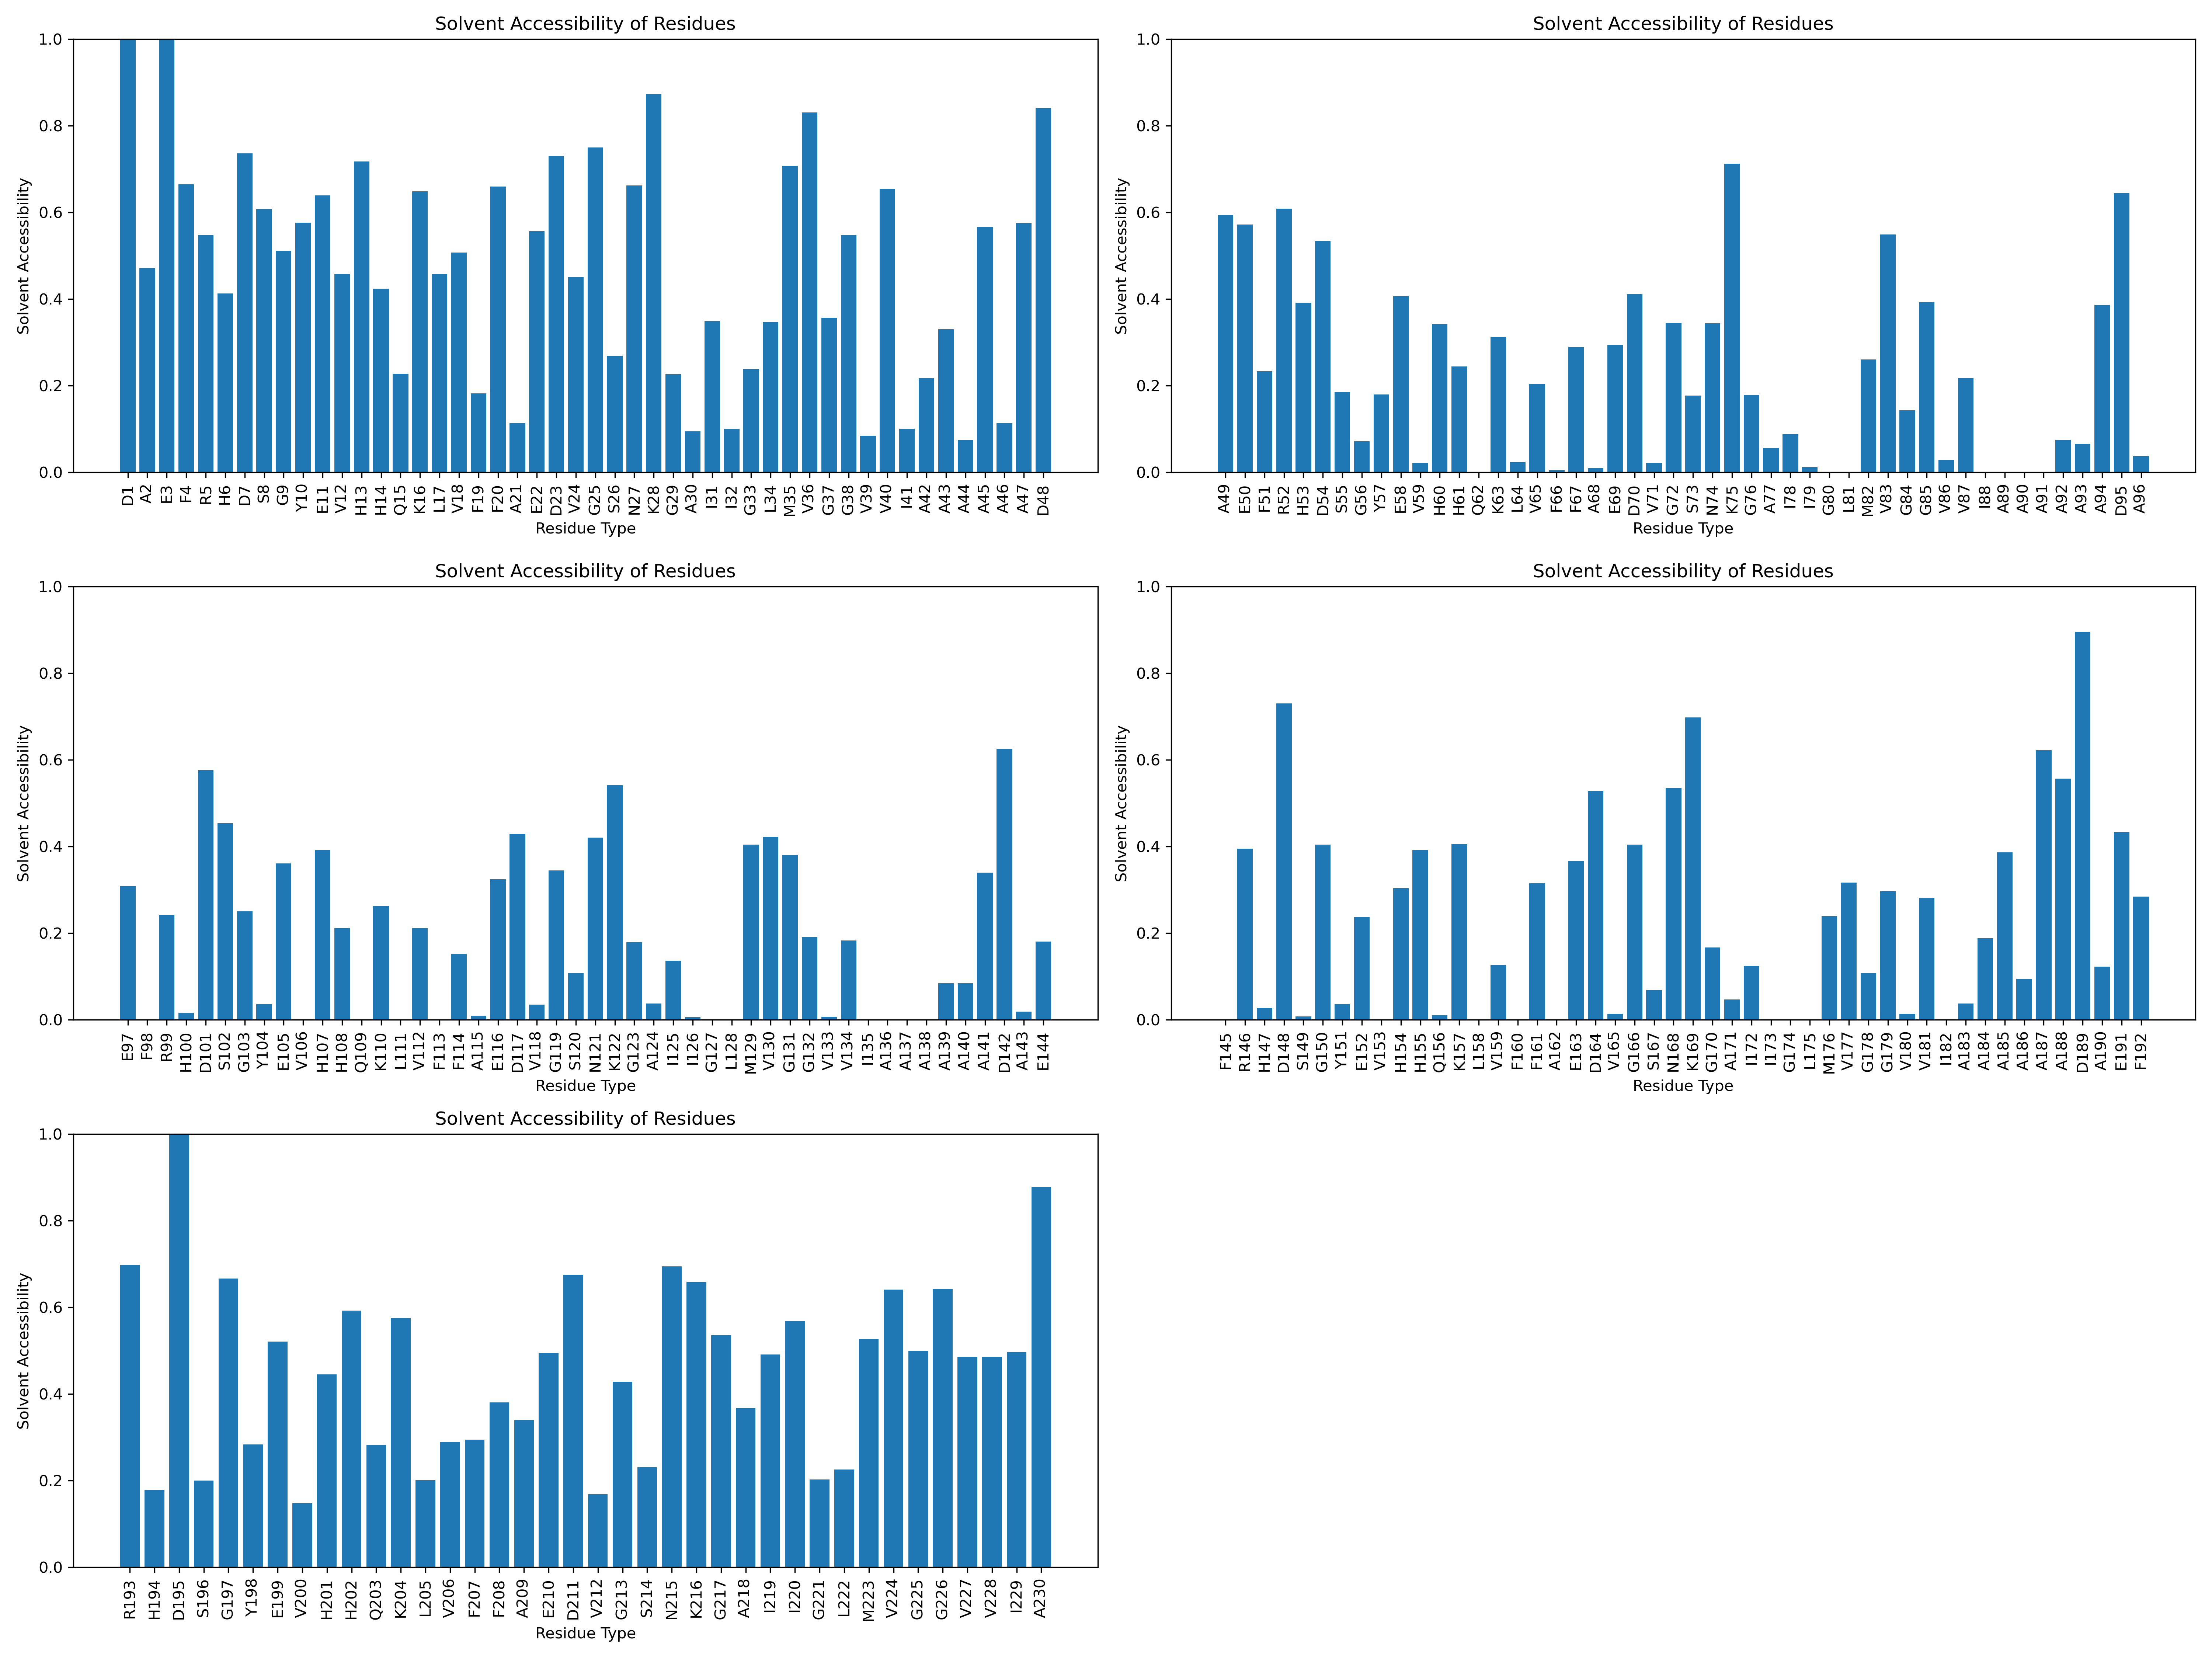 Solvent Accessibility of Residues
Solvent Accessibility
1.0
0.8
0.6
0.4
0.2
0.0
D1 A2 E3 F4 R5 H6 D7 S8 G9 Y10 E11 V12 H13 H14 Q15 K16 L17 V18 F19 F20 A21 E22 D23 V24 G25 S26 N27 K28 G29 A30 I31 I32 G33 L34 M35 V36 G37 G38 V39 V40 I41 A42 A43 A44 A45 A46 A47 D48
Residue Type
Solvent Accessibility of Residues
Solvent Accessibility
1.0
0.8
0.6
0.4
0.2
0.0
A49 E50 F51 R52 H53 D54 S55 G56 Y57 E58 V59 H60 H61 Q62 K63 L64 V65 F66 F67 A68 E69 D70 V71 G72 S73 N74 K75 G76 A77 I78 I79 G80 L81 M82 V83 G84 G85 V86 V87 I88 A89 A90 A91 A92 A93 A94 D95 A96
Residue Type
Solvent Accessibility of Residues
Solvent Accessibility
1.0
0.8
0.6
0.4
0.2
0.0
E97 F98 R99 H100 D101 S102 G103 Y104 E105 V106 H107 H108 Q109 K110 L111 V112 F113 F114 A115 E116 D117 V118 G119 S120 N121 K122 G123 A124 I125 I126 G127 L128 M129 V130 G131 G132 V133 V134 I135 A136 A137 A138 A139 A140 A141 D142 A143 E144
Residue Type
Solvent Accessibility of Residues
Solvent Accessibility
1.0
0.8
0.6
0.4
0.2
0.0
F145 R146 H147 D148 S149 G150 Y151 E152 V153 H154 H155 Q156 K157 L158 V159 F160 F161 A162 E163 D164 V165 G166 S167 N168 K169 G170 A171 I172 I173 G174 L175 M176 V177 G178 G179 V180 V181 I182 A183 A184 A185 A186 A187 A188 D189 A190 E191 F192
Residue Type
Solvent Accessibility of Residues
Solvent Accessibility
1.0
0.8
0.6
0.4
0.2
0.0
R193 H194 D195 S196 G197 Y198 E199 V200 H201 H202 Q203 K204 L205 V206 F207 F208 A209 E210 D211 V212 G213 S214 N215 K216 G217 A218 I219 I220 G221 L222 M223 V224 G225 G226 V227 V228 I229 A230
Residue Type